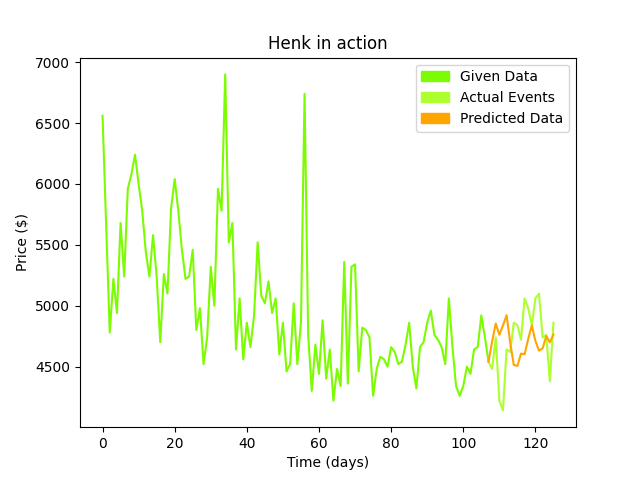 Henk in action
Given Data
Actual Events
Predicted Data
Price ($)
7000
6500
6000
5500
5000
4500
0 20 40 60 80 100 120
Time (days)